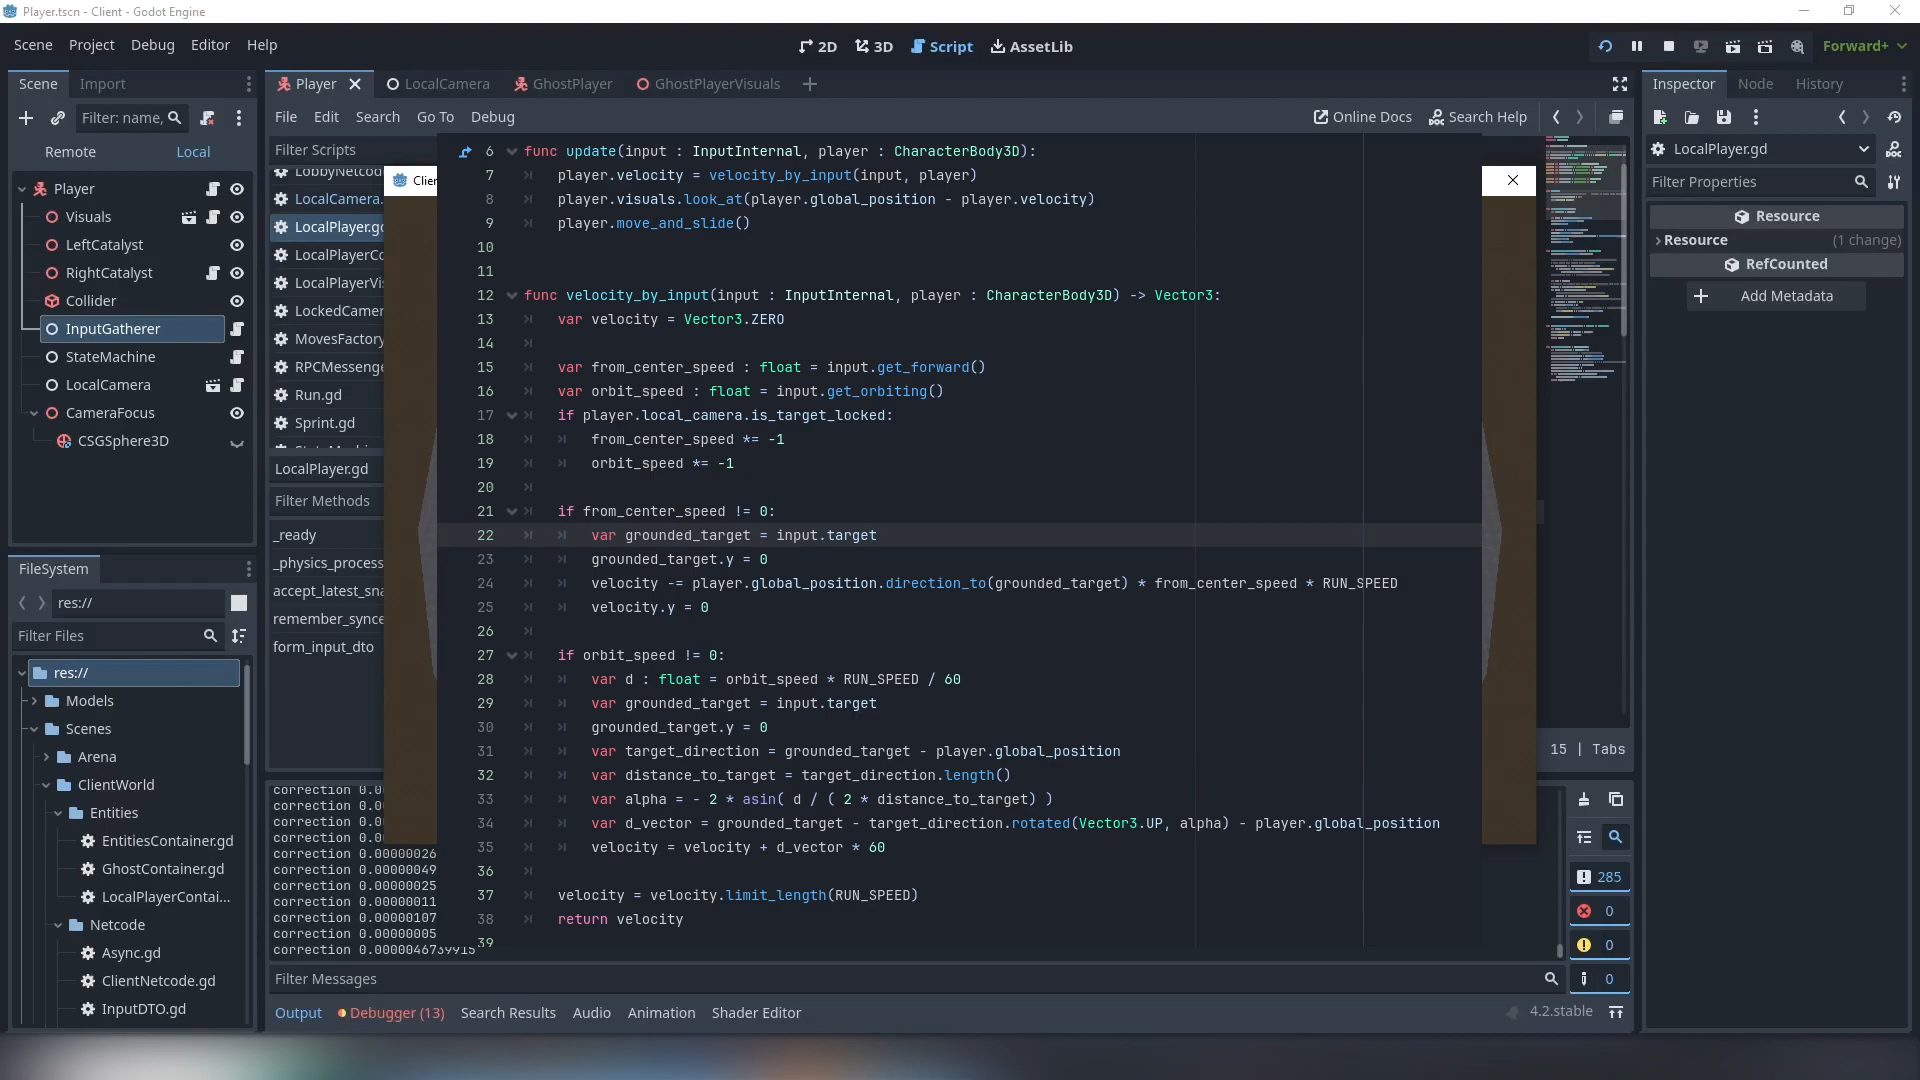 Player.tscn - Client - Godot Engine
Scene Project Debug Editor Help
2D 3D Script AssetLib
Forward+
Scene Import
Player LocalCamera GhostPlayer GhostPlayerVisuals
Inspector Node History
Filter: name,
File Edit Search Go To Debug
Online Docs Search Help
Remote Local
Filter Scripts
LobbyNetcod
LocalCamera.
LocalPlayer.gd
LocalPlayerCo
LocalPlayerVi
LockedCamer
MovesFactory
RPCMessenge
Run.gd
Sprint.gd
LocalPlayer.gd
Filter Methods
_ready
_physics_process
accept_latest_sna
remember_synce
form_input_dto
Player
Visuals
LeftCatalyst
RightCatalyst
Collider
InputGatherer
StateMachine
LocalCamera
CameraFocus
CSGSphere3D
FileSystem
res://
Filter Files
res://
Models
Scenes
Arena
ClientWorld
Entities
EntitiesContainer.gd
GhostContainer.gd
LocalPlayerContai...
Netcode
Async.gd
ClientNetcode.gd
InputDTO.gd
Clier
6 func update(input : InputInternal, player : CharacterBody3D):
7 player.velocity = velocity_by_input(input, player)
8 player.visuals.look_at(player.global_position - player.velocity)
9 player.move_and_slide()
10
11
12 func velocity_by_input(input : InputInternal, player : CharacterBody3D) -> Vector3:
13 var velocity = Vector3.ZERO
14
15 var from_center_speed : float = input.get_forward()
16 var orbit_speed : float = input.get_orbiting()
17 if player.local_camera.is_target_locked:
18 from_center_speed *= -1
19 orbit_speed *= -1
20
21 if from_center_speed != 0:
22 var grounded_target = input.target
23 grounded_target.y = 0
24 velocity -= player.global_position.direction_to(grounded_target) * from_center_speed * RUN_SPEED
25 velocity.y = 0
26
27 if orbit_speed != 0:
28 var d : float = orbit_speed * RUN_SPEED / 60
29 var grounded_target = input.target
30 grounded_target.y = 0
31 var target_direction = grounded_target - player.global_position
32 var distance_to_target = target_direction.length()
33 var alpha = - 2 * asin( d / ( 2 * distance_to_target) )
34 var d_vector = grounded_target - target_direction.rotated(Vector3.UP, alpha) - player.global_position
35 velocity = velocity + d_vector * 60
36
37 velocity = velocity.limit_length(RUN_SPEED)
38 return velocity
39
15 | Tabs
correction 0.0
correction 0.0
correction 0.0
correction 0.0
correction 0.00000026
correction 0.00000049
correction 0.00000025
correction 0.00000011
correction 0.00000107
correction 0.00000005
correction 0.0000046739915
Filter Messages
285
0
0
0
Output Debugger (13) Search Results Audio Animation Shader Editor
4.2.stable
LocalPlayer.gd
Filter Properties
Resource
Resource (1 change)
RefCounted
Add Metadata